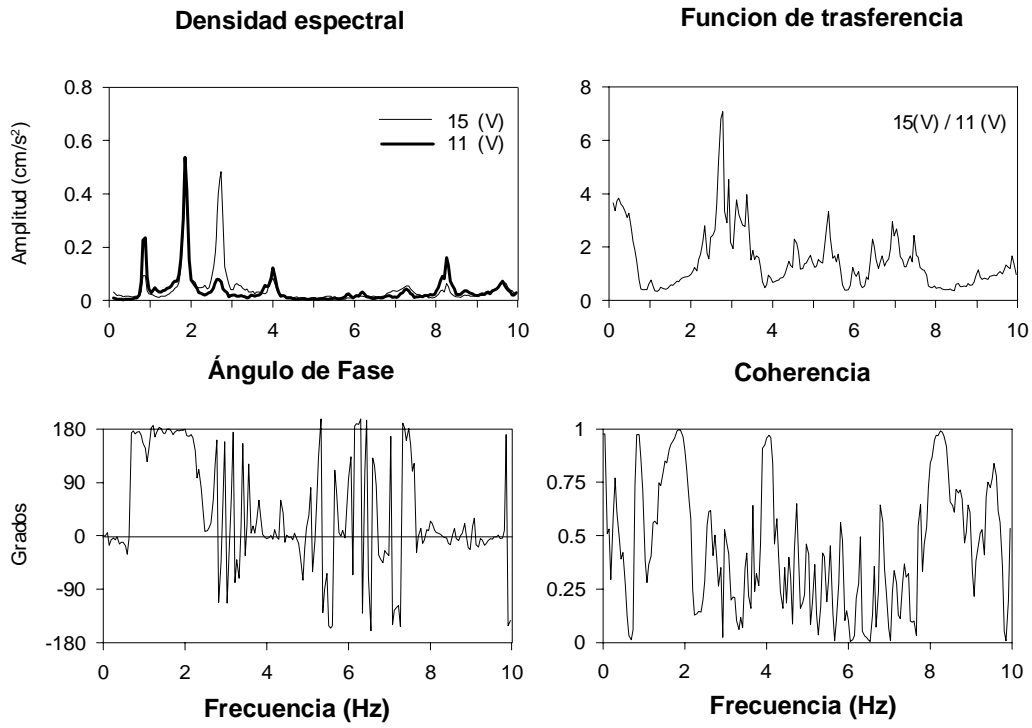 Densidad espectral
Funcion de trasferencia
Amplitud (cm/s²)
0.8
0.6
0.4
0.2
0
15 (V)
11 (V)
0 2 4 6 8 10
8
6
4
2
0
15(V) / 11 (V)
0 2 4 6 8 10
Ángulo de Fase
Coherencia
Grados
180
90
0
-90
-180
0 2 4 6 8 10
Frecuencia (Hz)
1
0.75
0.5
0.25
0
0 2 4 6 8 10
Frecuencia (Hz)